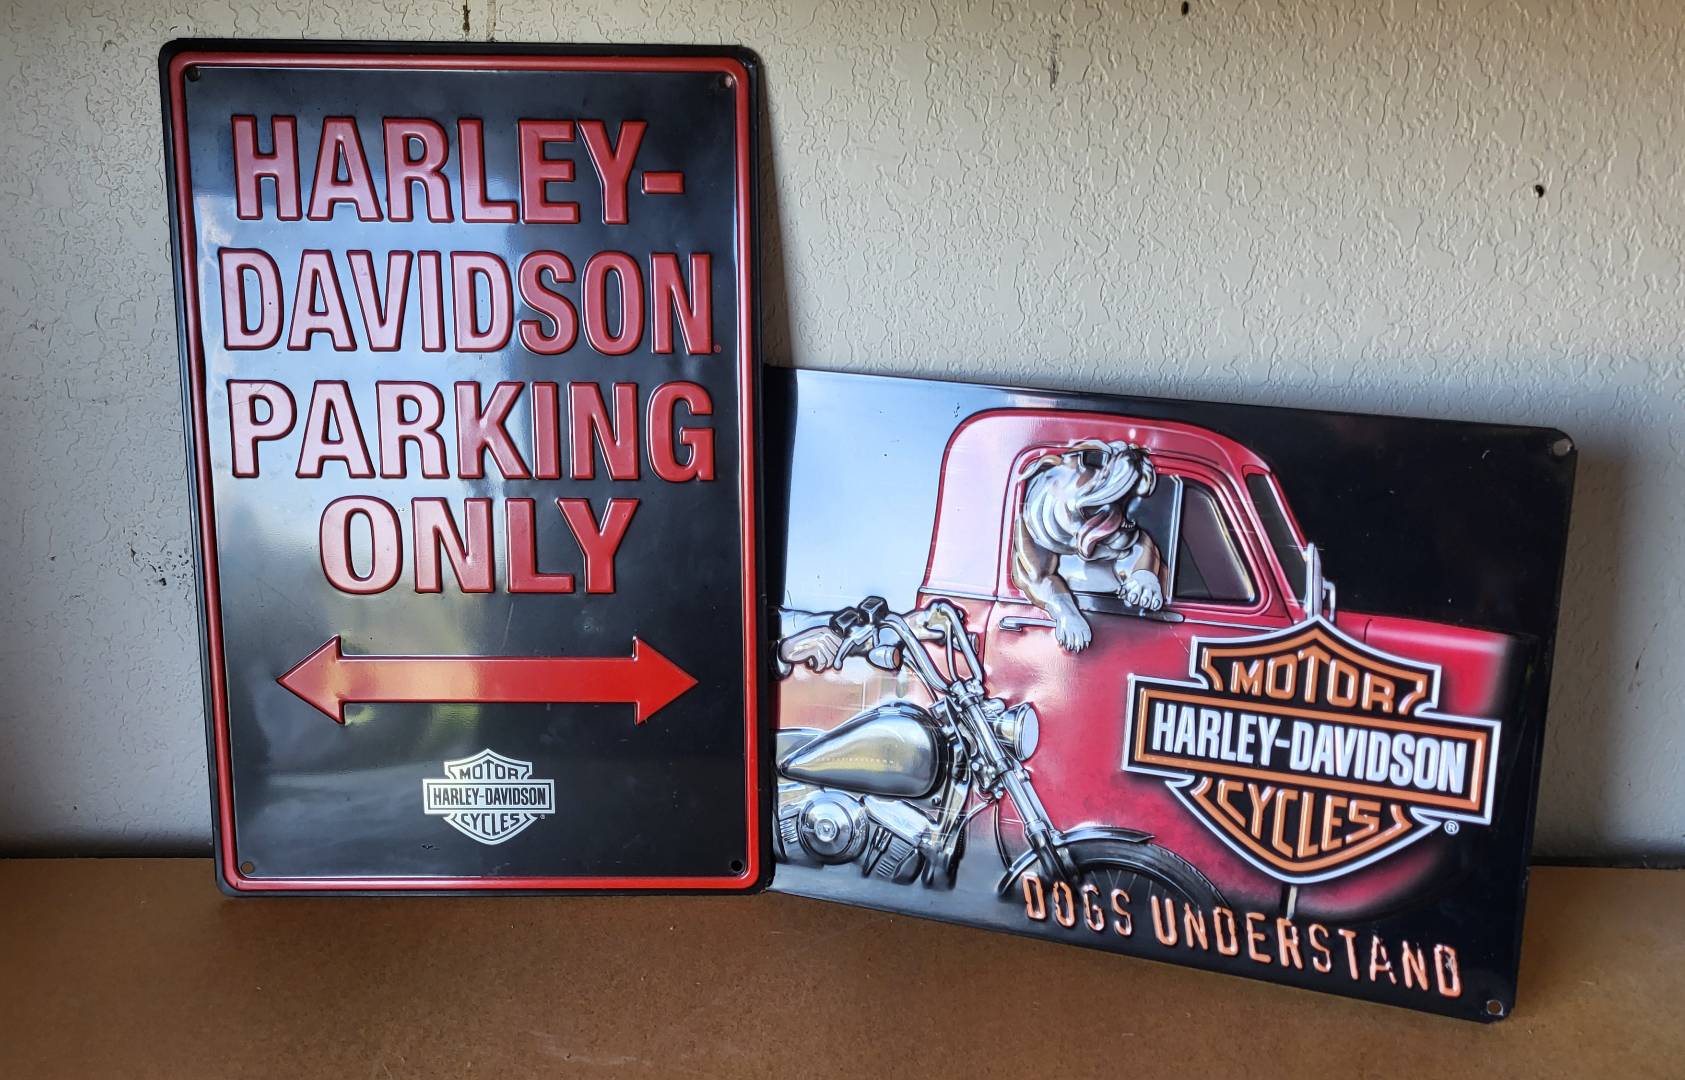 HARLEY-
DAVIDSON
PARKING
ONLY
MOTOR
HARLEY-DAVIDSON
CYCLES
®
MOTOR
HARLEY-DAVIDSON
CYCLES
®
DOGS UNDERSTAND